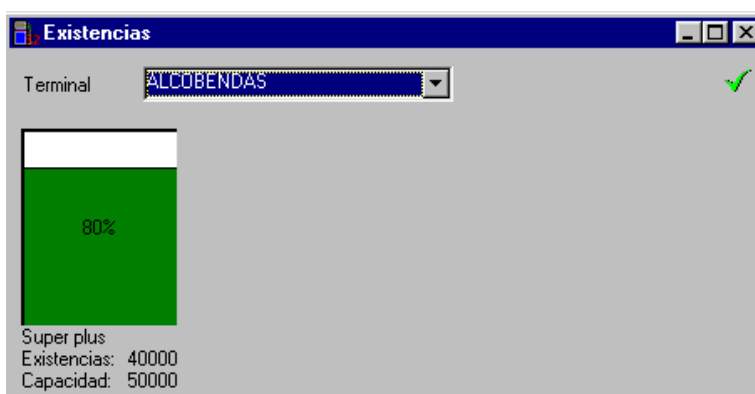 Existencias
Terminal ALCOBENDAS
80%
Super plus
Existencias: 40000
Capacidad: 50000